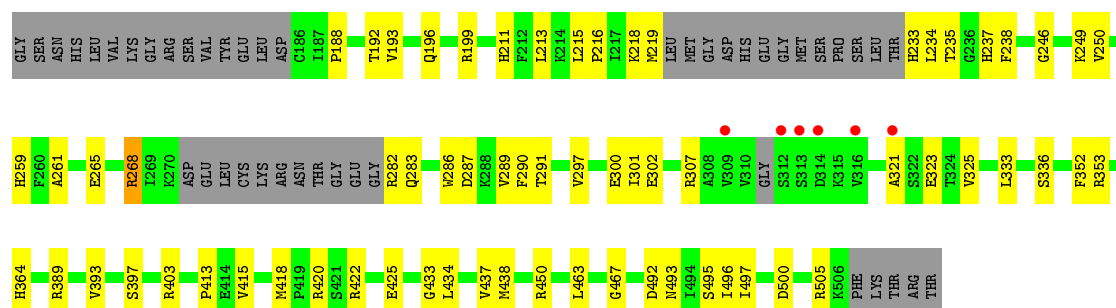 GLY SER ASN HIS LEU VAL LYS GLY ARG SER VAL TYR GLU LEU ASP C186 I187 P188 T192 V193 Q196 R199 H211 F212 L213 K214 L215 P216 I217 K218 M219 LEU MET GLY ASP HIS GLU GLY MET SER PRO SER LEU THR H233 L234 T235 G236 H237 F238 G246 K249 V250
H259 F260 A261 E265 R268 I269 K270 ASP GLU LEU CYS LYS ARG ASN THR GLY GLU GLY R282 Q283 W286 D287 K288 V289 F290 T291 V297 E300 I301 E302 R307 A308 V309 V310 GLY S312 S313 D314 K315 V316 A321 S322 E323 T324 V325 L333 S336 F352 R353
H364 R389 V393 S397 R403 P413 E414 V415 M418 P419 R420 S421 R422 E425 G433 L434 V437 M438 R450 L463 G467 D492 N493 I494 S495 I496 I497 D500 R505 K506 PHE LYS THR ARG THR